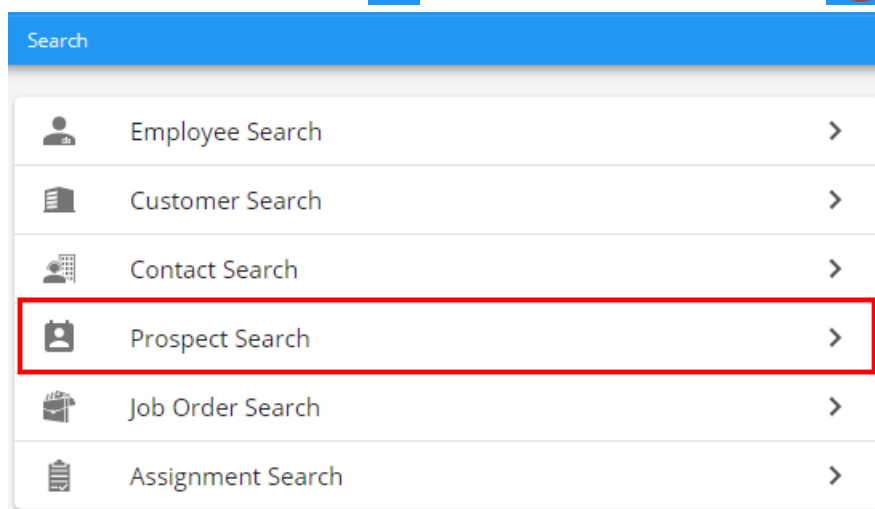 Search
Employee Search
Customer Search
Contact Search
Prospect Search
Job Order Search
Assignment Search